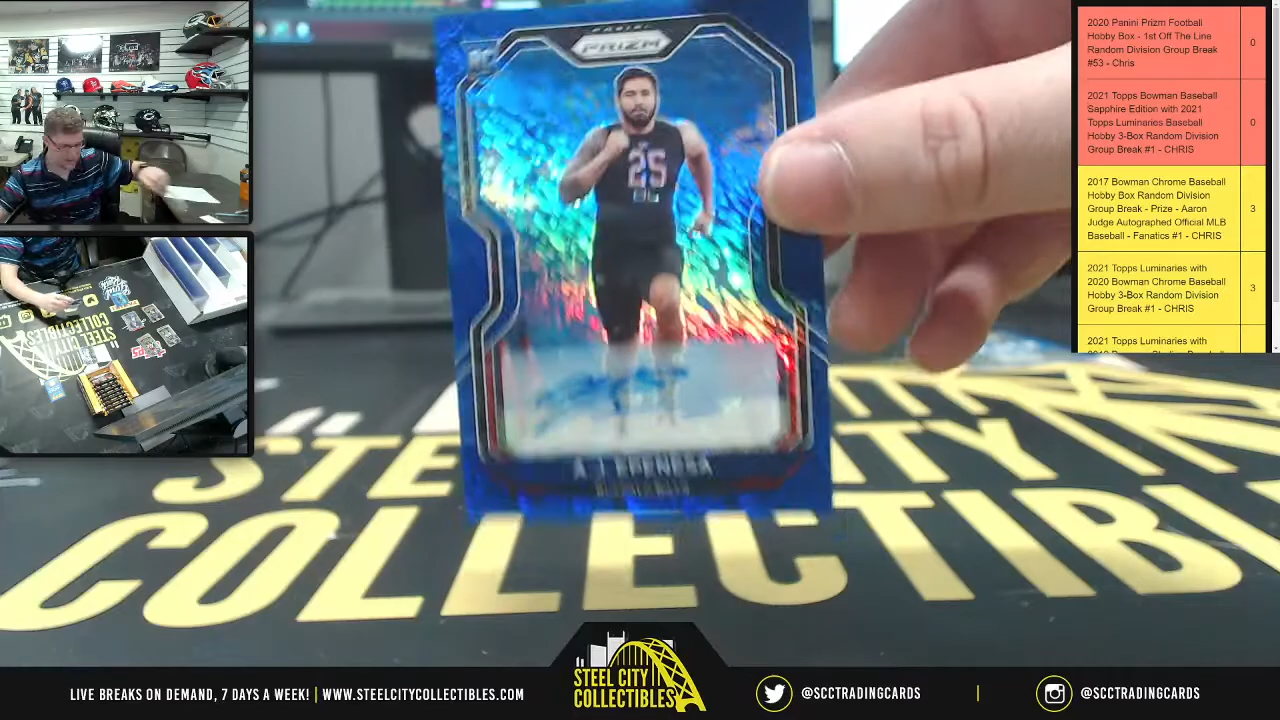 PANINI
PRIZM
RC
25
A J EPENESA
STEEL CITY
COLLECTIBL
2020 Panini Prizm Football
Hobby Box - 1st Off The Line
Random Division Group Break
#53 - Chris
0
2021 Topps Bowman Baseball
Sapphire Edition with 2021
Topps Luminaries Baseball
Hobby 3-Box Random Division
Group Break #1 - CHRIS
0
2017 Bowman Chrome Baseball
Hobby Box Random Division
Group Break - Prize - Aaron
Judge Autographed Official MLB
Baseball - Fanatics #1 - CHRIS
3
2021 Topps Luminaries with
2020 Bowman Chrome Baseball
Hobby 3-Box Random Division
Group Break #1 - CHRIS
3
2021 Topps Luminaries with
LIVE BREAKS ON DEMAND, 7 DAYS A WEEK! | WWW.STEELCITYCOLLECTIBLES.COM
STEEL CITY
COLLECTIBLES
@SCCTRADINGCARDS
@SCCTRADINGCARDS